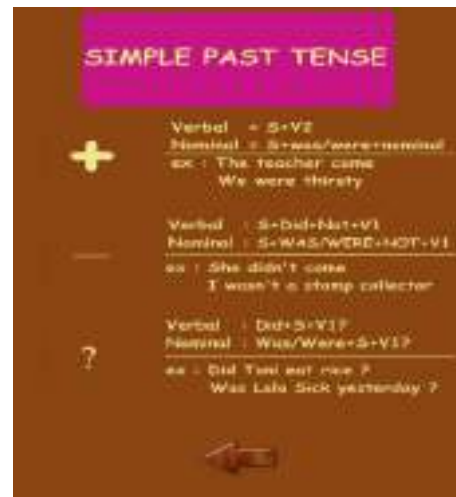 SIMPLE PAST TENSE
Verbal = S+V2
Nominal = S+was/were+nominal
+
ex : The teacher came
We were thirsty
Verbal : S+Did+Not+V1
Nominal : S+WAS/WERE+NOT+V1
-
ex : She didn't come
I wasn't a stamp collector
Verbal : Did+S+V1?
Nominal : Was/Were+S+V1?
?
ex : Did Toni eat rice ?
Was Lala Sick yesterday ?